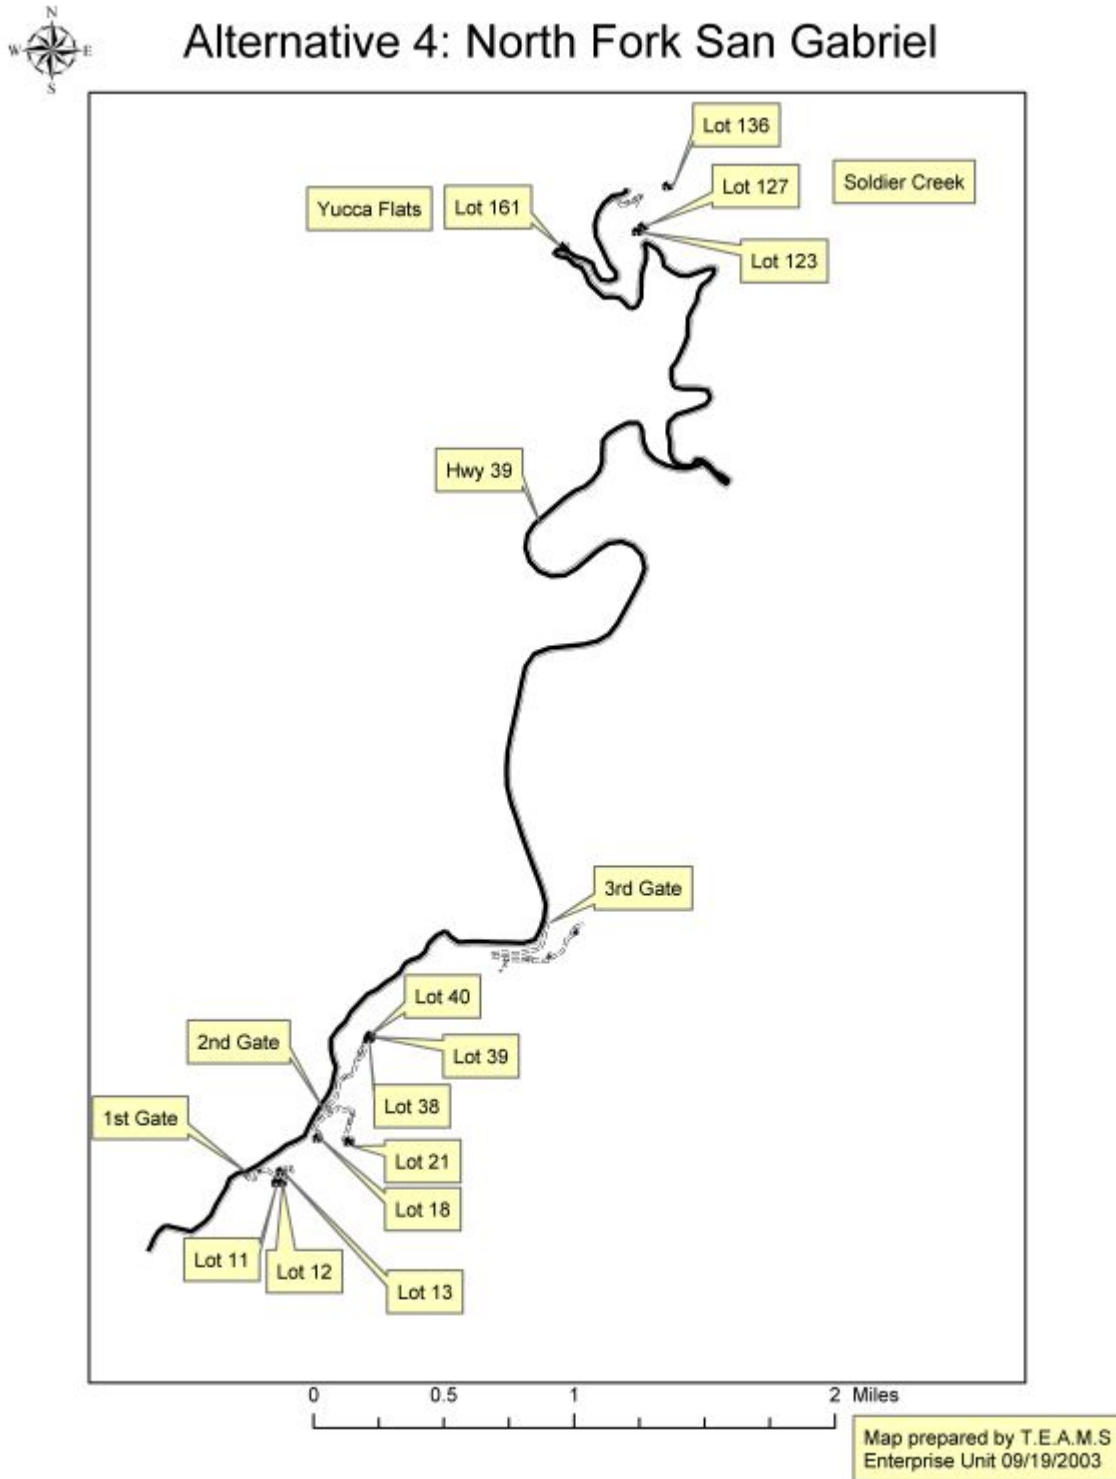 N
W E
S
Alternative 4: North Fork San Gabriel
Lot 136
Lot 127
Soldier Creek
Yucca Flats
Lot 161
Lot 123
Hwy 39
3rd Gate
Lot 40
2nd Gate
Lot 39
Lot 38
1st Gate
Lot 21
Lot 18
Lot 11
Lot 12
Lot 13
0 0.5 1 2 Miles
Map prepared by T.E.A.M.S
Enterprise Unit 09/19/2003